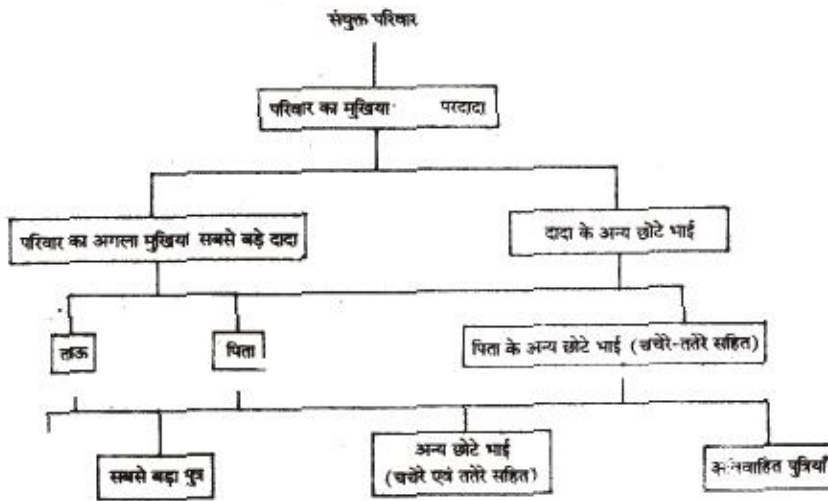 संयुक्त परिवार
परिवार का मुखिया परदादा
परिवार का अगला मुखिया सबसे बड़े दादा
दादा के अन्य छोटे भाई
ताऊ
पिता
पिता के अन्य छोटे भाई (चचेरे-ततेरे सहित)
सबसे बड़ा पुत्र
अन्य छोटे भाई
(चचेरे एवं ततेरे सहित)
अविवाहित पुत्रियाँ